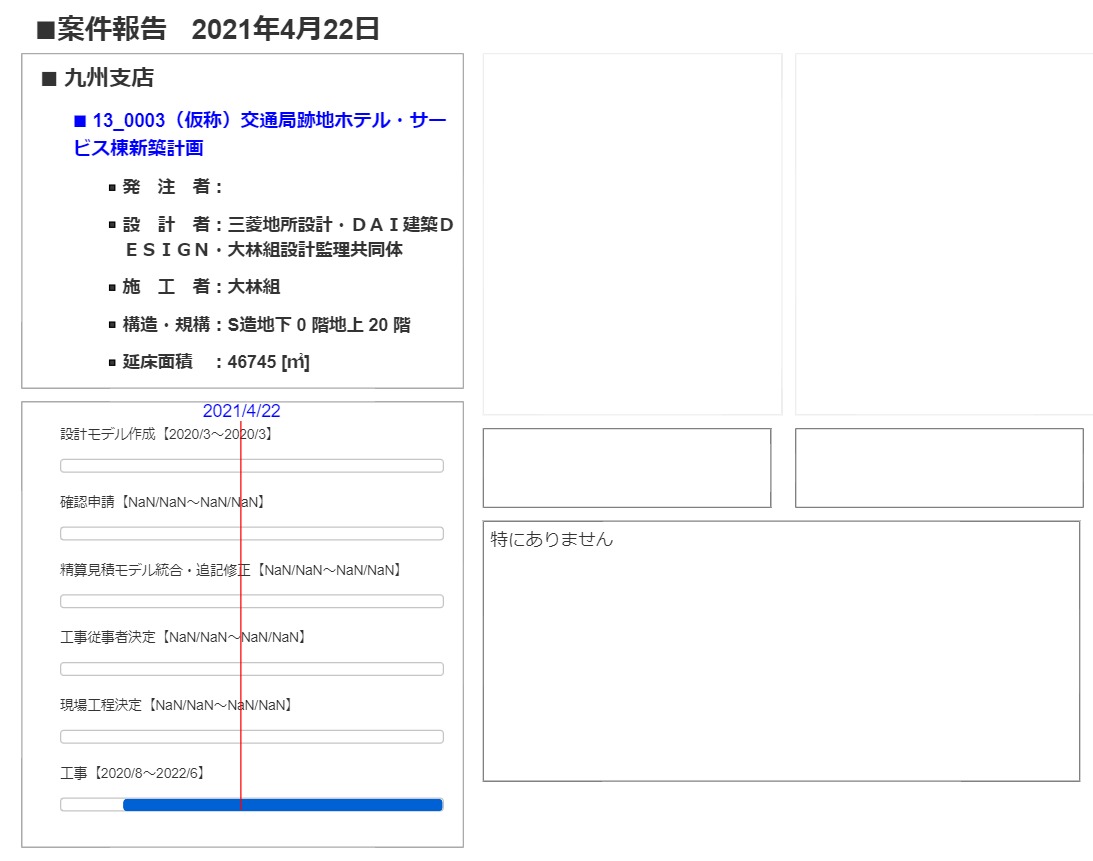 ■案件報告　2021年4月22日
■ 九州支店
■ 13_0003（仮称）交通局跡地ホテル・サー
ビス棟新築計画
▪ 発　注　者：
▪ 設　計　者：三菱地所設計・ＤＡＩ建築Ｄ
ＥＳＩＧＮ・大林組設計監理共同体
▪ 施　工　者：大林組
▪ 構造・規構：S造地下 0 階地上 20 階
▪ 延床面積　：46745 [㎡]
2021/4/22
設計モデル作成【2020/3～2020/3】
確認申請【NaN/NaN～NaN/NaN】
精算見積モデル統合・追記修正【NaN/NaN～NaN/NaN】
工事従事者決定【NaN/NaN～NaN/NaN】
現場工程決定【NaN/NaN～NaN/NaN】
工事【2020/8～2022/6】
特にありません